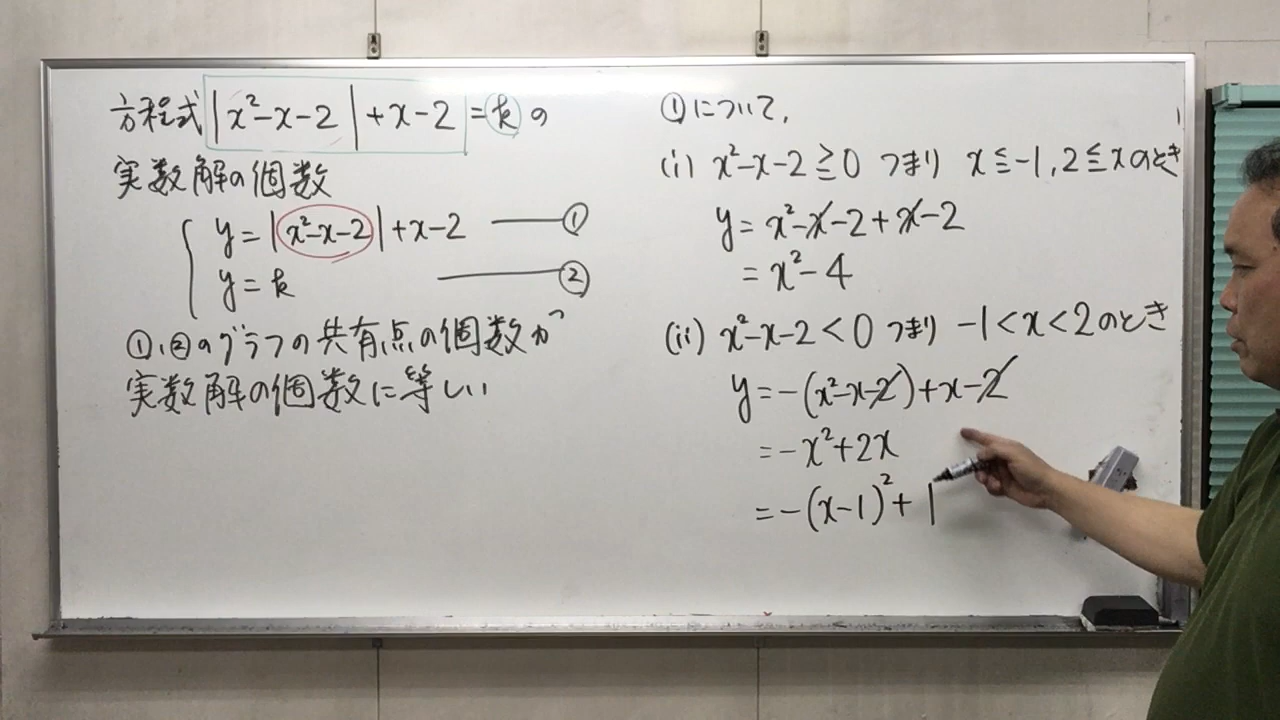 方程式 |x²-x-2|+x-2=k の
実数解の個数
y=|x²-x-2|+x-2 ――― ①
y=k ――― ②
①,②のグラフの共有点の個数が
実数解の個数に等しい
①について,
(i) x²-x-2≧0 つまり x≦-1, 2≦xのとき
y=x²-x-2+x-2
=x²-4
(ii) x²-x-2<0 つまり -1<x<2のとき
y=-(x²-x-2)+x-2
=-x²+2x
=-(x-1)²+1